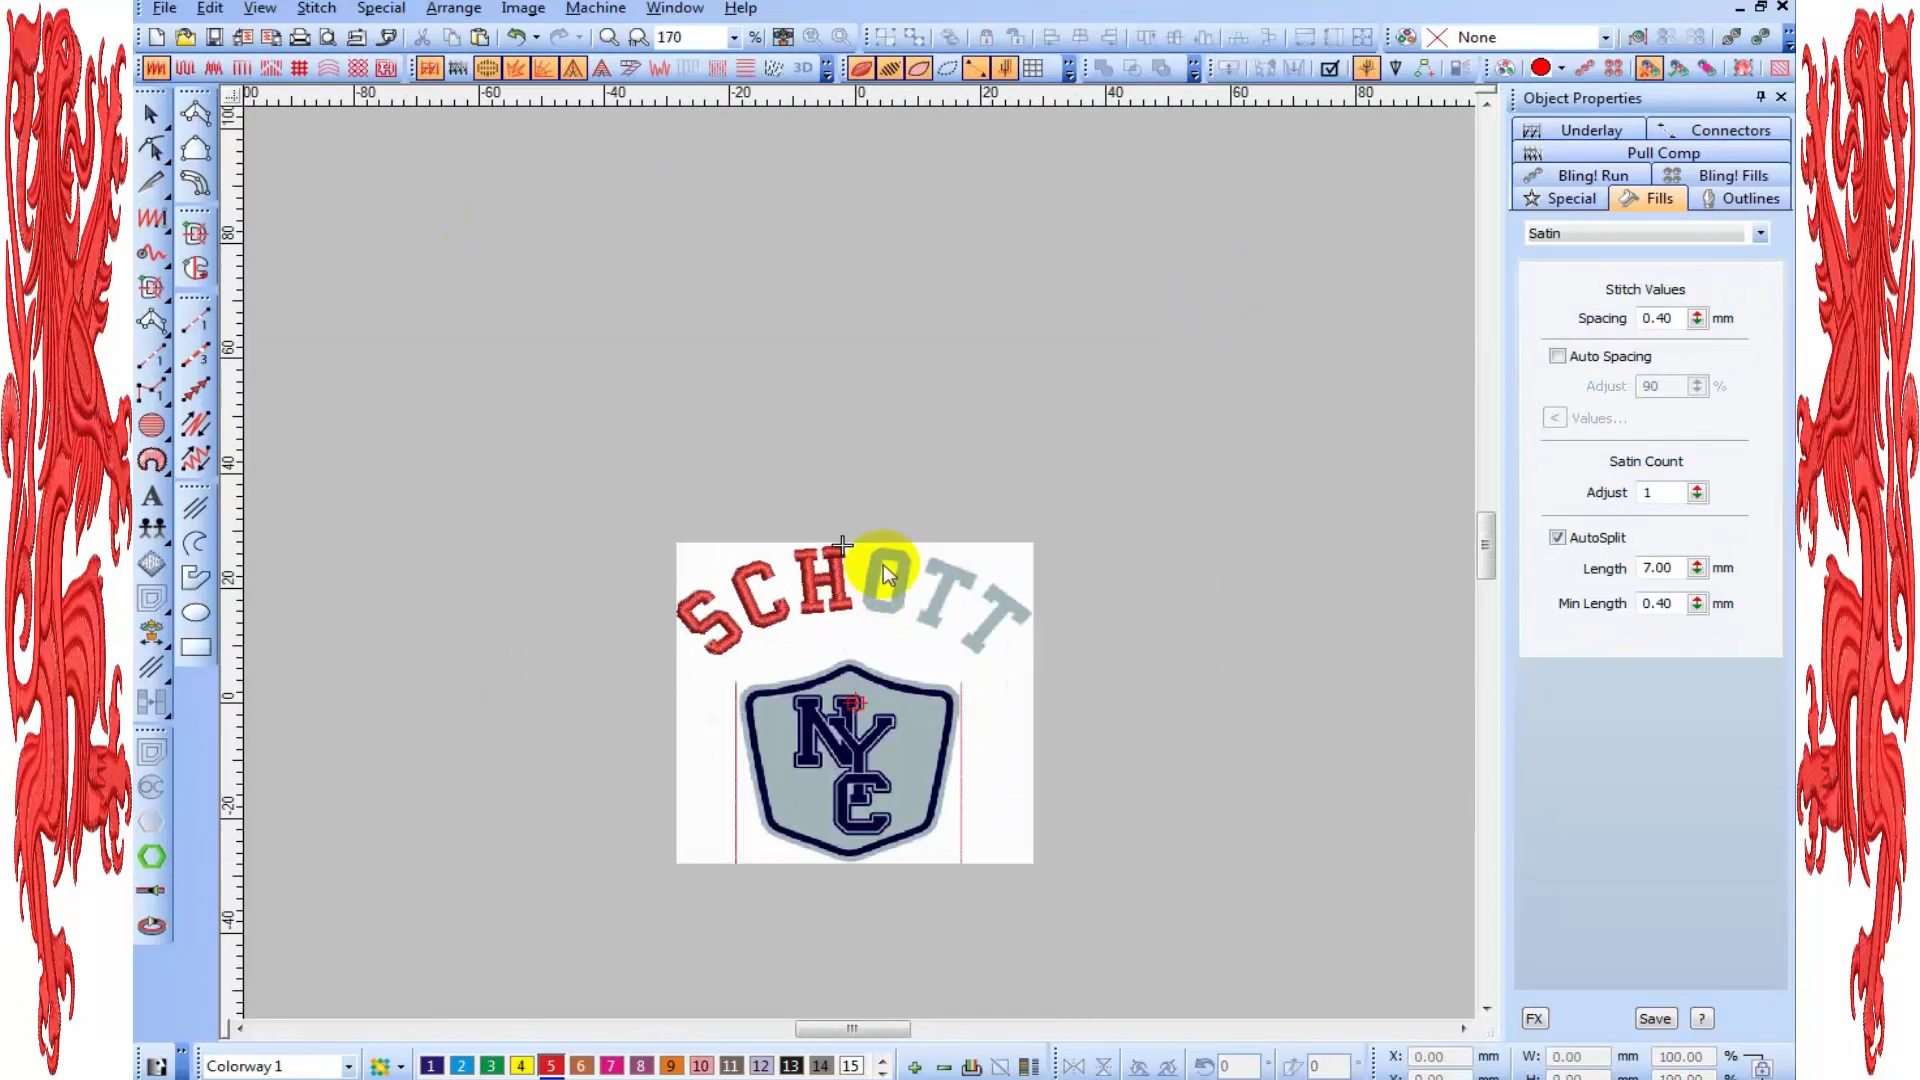 File Edit View Stitch Special Arrange Image Machine Window Help
170 % None
3D
00 -80 -60 -40 -20 0 20 40 60 80
Object Properties
Underlay Connectors
Pull Comp
Bling! Run Bling! Fills
Special Fills Outlines
Satin
Stitch Values
Spacing 0.40 mm
Auto Spacing
Adjust 90 %
< Values...
Satin Count
Adjust 1
AutoSplit
Length 7.00 mm
Min Length 0.40 mm
100
80
60
40
20
0
-20
-40
SCHOTT
NYC
A
ABC
FX Save ?
Colorway 1 1 2 3 4 5 6 7 8 9 10 11 12 13 14 15 0 0 X: 0.00 mm W: 0.00 mm 100.00 %